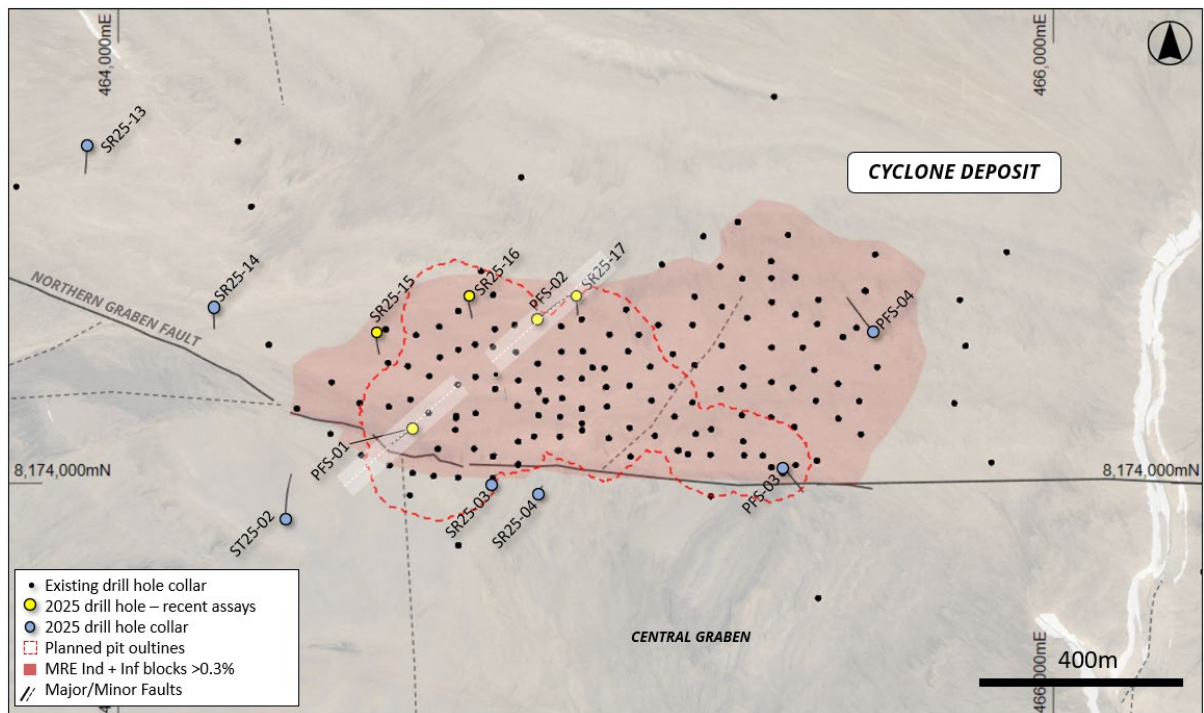 464,000mE
466,000mE
SR25-13
CYCLONE DEPOSIT
SR25-14
SR25-15
SR25-16
PFS-02
SR25-17
PFS-04
NORTHERN GRABEN FAULT
PFS-01
8,174,000mN
8,174,000mN
SR25-03
SR25-04
PFS-03
ST25-02
CENTRAL GRABEN
Existing drill hole collar
2025 drill hole – recent assays
2025 drill hole collar
Planned pit oultines
MRE Ind + Inf blocks >0.3%
Major/Minor Faults
400m
464
466,000mE